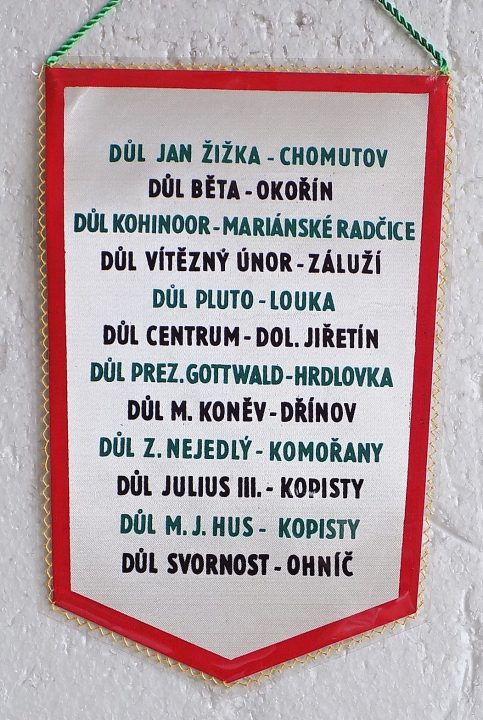 DŮL JAN ŽIŽKA - CHOMUTOV
DŮL BĚTA - OKOŘÍN
DŮL KOHINOOR - MARIÁNSKÉ RADČICE
DŮL VÍTĚZNÝ ÚNOR - ZÁLUŽÍ
DŮL PLUTO - LOUKA
DŮL CENTRUM - DOL. JIŘETÍN
DŮL PREZ. GOTTWALD - HRDLOVKA
DŮL M. KONĚV - DŘÍNOV
DŮL Z. NEJEDLÝ - KOMOŘANY
DŮL JULIUS III. - KOPISTY
DŮL M. J. HUS - KOPISTY
DŮL SVORNOST - OHNÍČ